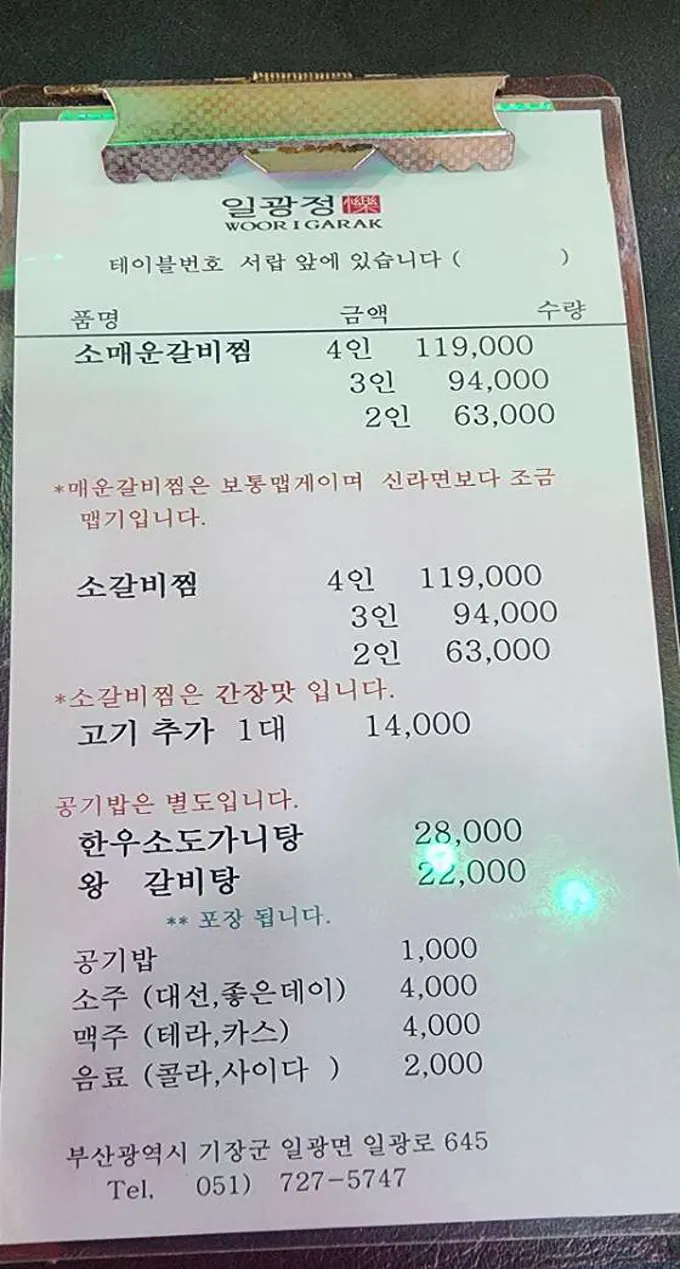 일광정 樂
WOORIGARAK
테이블번호 서랍 앞에 있습니다 ( )
품명 금액 수량
소매운갈비찜 4인 119,000
3인 94,000
2인 63,000
*매운갈비찜은 보통맵게이며 신라면보다 조금
맵기입니다.
소갈비찜 4인 119,000
3인 94,000
2인 63,000
*소갈비찜은 간장맛 입니다.
고기 추가 1대 14,000
공기밥은 별도입니다.
한우소도가니탕 28,000
왕 갈비탕 22,000
** 포장 됩니다.
공기밥 1,000
소주 (대선,좋은데이) 4,000
맥주 (테라,카스) 4,000
음료 (콜라,사이다 ) 2,000
부산광역시 기장군 일광면 일광로 645
Tel, 051) 727-5747